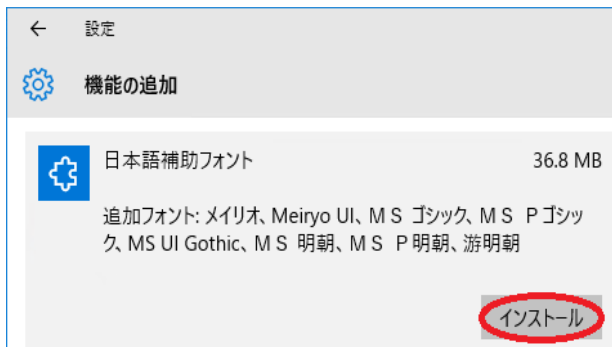 ← 設定
機能の追加
日本語補助フォント 36.8 MB
追加フォント: メイリオ、Meiryo UI、ＭＳ ゴシック、ＭＳ Ｐゴシッ
ク、MS UI Gothic、ＭＳ 明朝、ＭＳ Ｐ明朝、游明朝
インストール